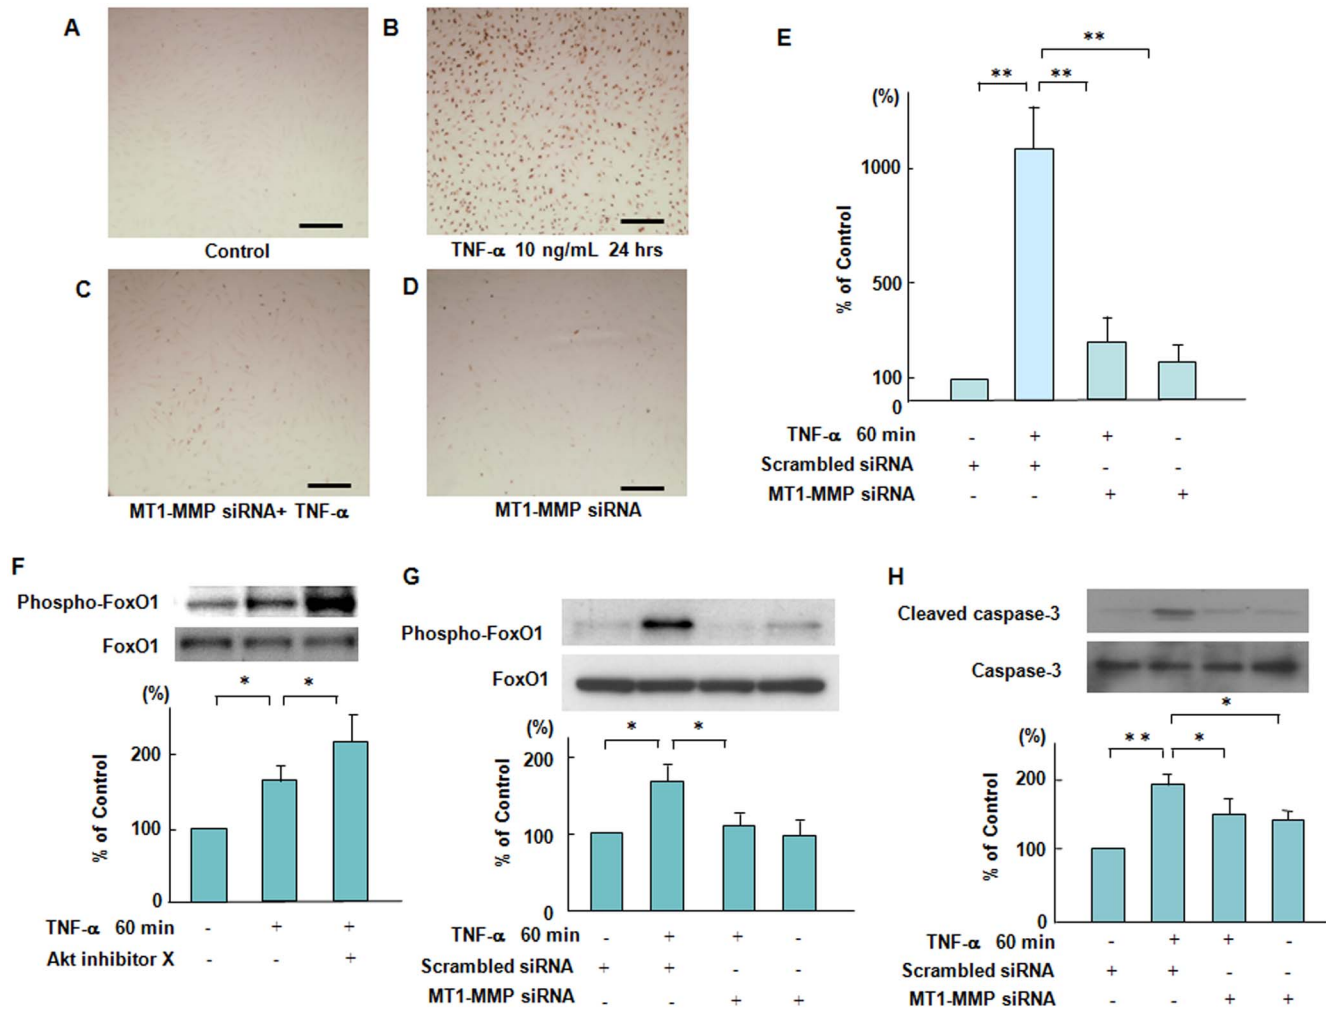 A
Control
B
TNF-α 10 ng/mL 24 hrs
C
MT1-MMP siRNA+ TNF-α
D
MT1-MMP siRNA
E
**
** **
(%)
1000
500
100
0
% of Control
TNF-α 60 min - + + -
Scrambled siRNA + + - -
MT1-MMP siRNA - - + +
F
Phospho-FoxO1
FoxO1
* *
(%)
200
100
0
% of Control
TNF-α 60 min - + +
Akt inhibitor X - - +
G
Phospho-FoxO1
FoxO1
* *
(%)
200
100
0
% of Control
TNF-α 60 min - + + -
Scrambled siRNA + + - -
MT1-MMP siRNA - - + +
H
Cleaved caspase-3
Caspase-3
*
** *
(%)
200
100
0
% of Control
TNF-α 60 min - + + -
Scrambled siRNA + + - -
MT1-MMP siRNA - - + +